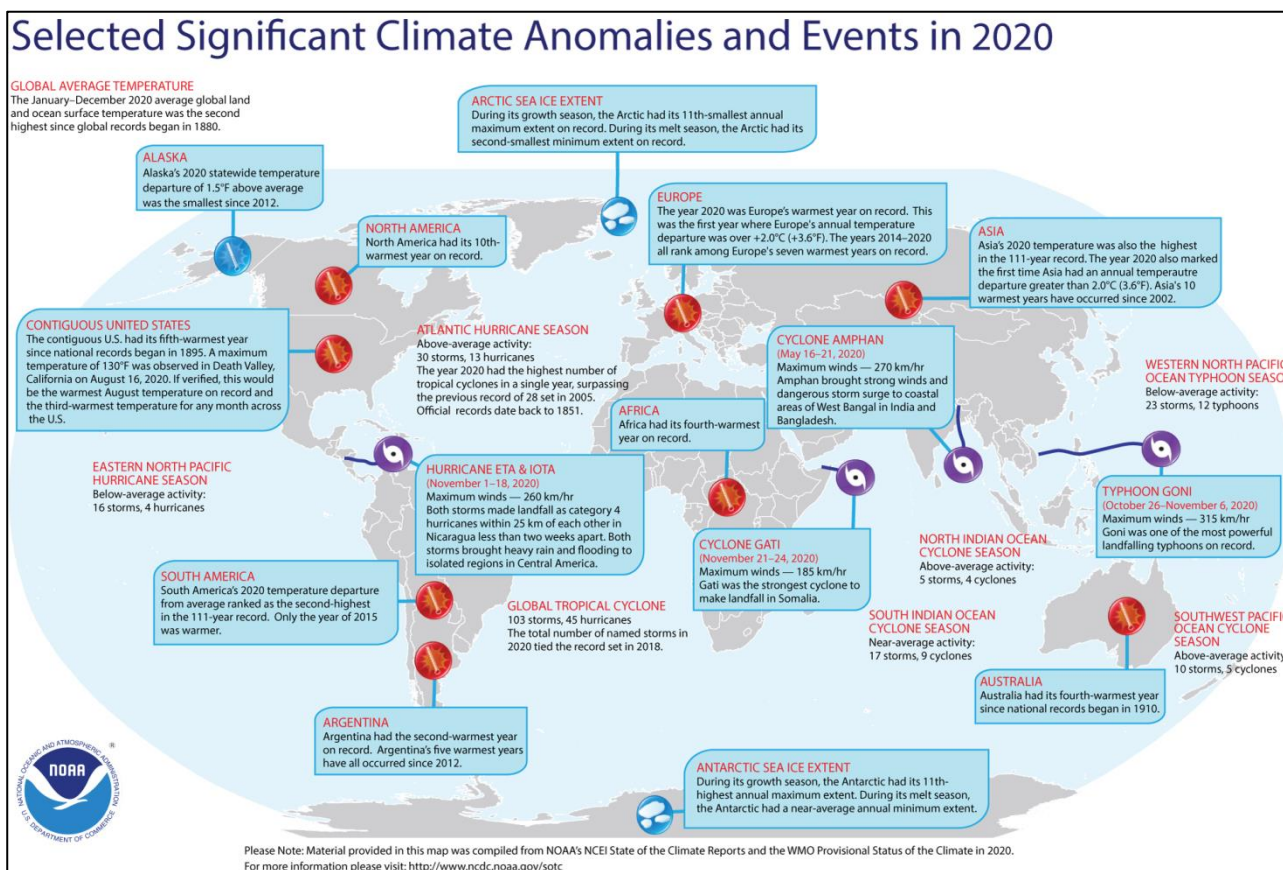 Selected Significant Climate Anomalies and Events in 2020
GLOBAL AVERAGE TEMPERATURE
The January–December 2020 average global land
and ocean surface temperature was the second
highest since global records began in 1880.
ARCTIC SEA ICE EXTENT
During its growth season, the Arctic had its 11th-smallest annual
maximum extent on record. During its melt season, the Arctic had its
second-smallest minimum extent on record.
ALASKA
Alaska's 2020 statewide temperature
departure of 1.5°F above average
was the smallest since 2012.
NORTH AMERICA
North America had its 10th-
warmest year on record.
EUROPE
The year 2020 was Europe's warmest year on record. This
was the first year where Europe's annual temperature
departure was over +2.0°C (+3.6°F). The years 2014–2020
all rank among Europe's seven warmest years on record.
ASIA
Asia's 2020 temperature was also the highest
in the 111-year record. The year 2020 also marked
the first time Asia had an annual temperautre
departure greater than 2.0°C (3.6°F). Asia's 10
warmest years have occurred since 2002.
CONTIGUOUS UNITED STATES
The contiguous U.S. had its fifth-warmest year
since national records began in 1895. A maximum
temperature of 130°F was observed in Death Valley,
California on August 16, 2020. If verified, this would
be the warmest August temperature on record and
the third-warmest temperature for any month across
the U.S.
ATLANTIC HURRICANE SEASON
Above-average activity:
30 storms, 13 hurricanes
The year 2020 had the highest number of
tropical cyclones in a single year, surpassing
the previous record of 28 set in 2005.
Official records date back to 1851.
CYCLONE AMPHAN
(May 16–21, 2020)
Maximum winds — 270 km/hr
Amphan brought strong winds and
dangerous storm surge to coastal
areas of West Bangal in India and
Bangladesh.
WESTERN NORTH PACIFIC
OCEAN TYPHOON SEASON
Below-average activity:
23 storms, 12 typhoons
AFRICA
Africa had its fourth-warmest
year on record.
EASTERN NORTH PACIFIC
HURRICANE SEASON
Below-average activity:
16 storms, 4 hurricanes
HURRICANE ETA & IOTA
(November 1–18, 2020)
Maximum winds — 260 km/hr
Both storms made landfall as category 4
hurricanes within 25 km of each other in
Nicaragua less than two weeks apart. Both
storms brought heavy rain and flooding to
isolated regions in Central America.
TYPHOON GONI
(October 26–November 6, 2020)
Maximum winds — 315 km/hr
Goni was one of the most powerful
landfalling typhoons on record.
CYCLONE GATI
(November 21–24, 2020)
Maximum winds — 185 km/hr
Gati was the strongest cyclone to
make landfall in Somalia.
NORTH INDIAN OCEAN
CYCLONE SEASON
Above-average activity:
5 storms, 4 cyclones
SOUTH AMERICA
South America's 2020 temperature departure
from average ranked as the second-highest
in the 111-year record. Only the year of 2015
was warmer.
GLOBAL TROPICAL CYCLONE
103 storms, 45 hurricanes
The total number of named storms in
2020 tied the record set in 2018.
SOUTH INDIAN OCEAN
CYCLONE SEASON
Near-average activity:
17 storms, 9 cyclones
SOUTHWEST PACIFIC
OCEAN CYCLONE
SEASON
Above-average activity
10 storms, 5 cyclones
AUSTRALIA
Australia had its fourth-warmest year
since national records began in 1910.
ARGENTINA
Argentina had the second-warmest year
on record. Argentina's five warmest years
have all occurred since 2012.
ANTARCTIC SEA ICE EXTENT
During its growth season, the Antarctic had its 11th-
highest annual maximum extent. During its melt season,
the Antarctic had a near-average annual minimum extent.
NATIONAL OCEANIC AND ATMOSPHERIC ADMINISTRATION
NOAA
U.S. DEPARTMENT OF COMMERCE
®
Please Note: Material provided in this map was compiled from NOAA's NCEI State of the Climate Reports and the WMO Provisional Status of the Climate in 2020.
For more information please visit: http://www.ncdc.noaa.gov/sotc